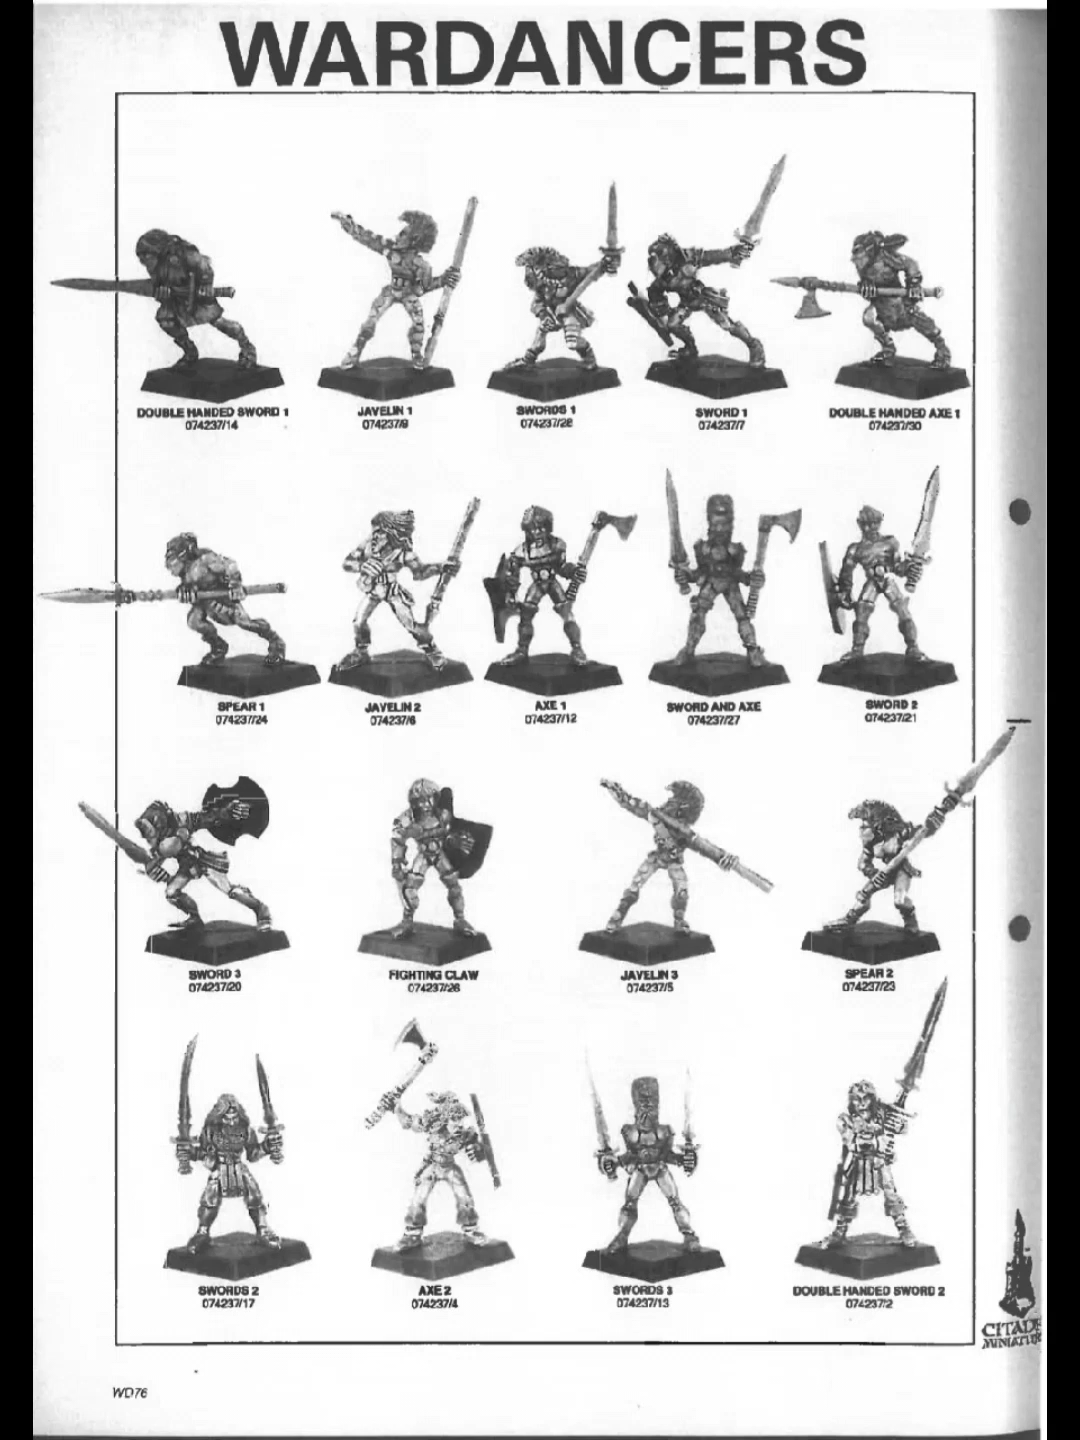 WARDANCERS
DOUBLE HANDED SWORD 1
074237/14
JAVELIN 1
074237/9
SWORDS 1
074237/28
SWORD 1
074237/7
DOUBLE HANDED AXE 1
074237/30
SPEAR 1
074237/24
JAVELIN 2
074237/6
AXE 1
074237/12
SWORD AND AXE
074237/27
SWORD 2
074237/21
SWORD 3
074237/20
FIGHTING CLAW
074237/26
JAVELIN 3
074237/5
SPEAR 2
074237/23
SWORDS 2
074237/17
AXE 2
074237/4
SWORDS 3
074237/13
DOUBLE HANDED SWORD 2
074237/2
CITADE
MINIATUR
WD76